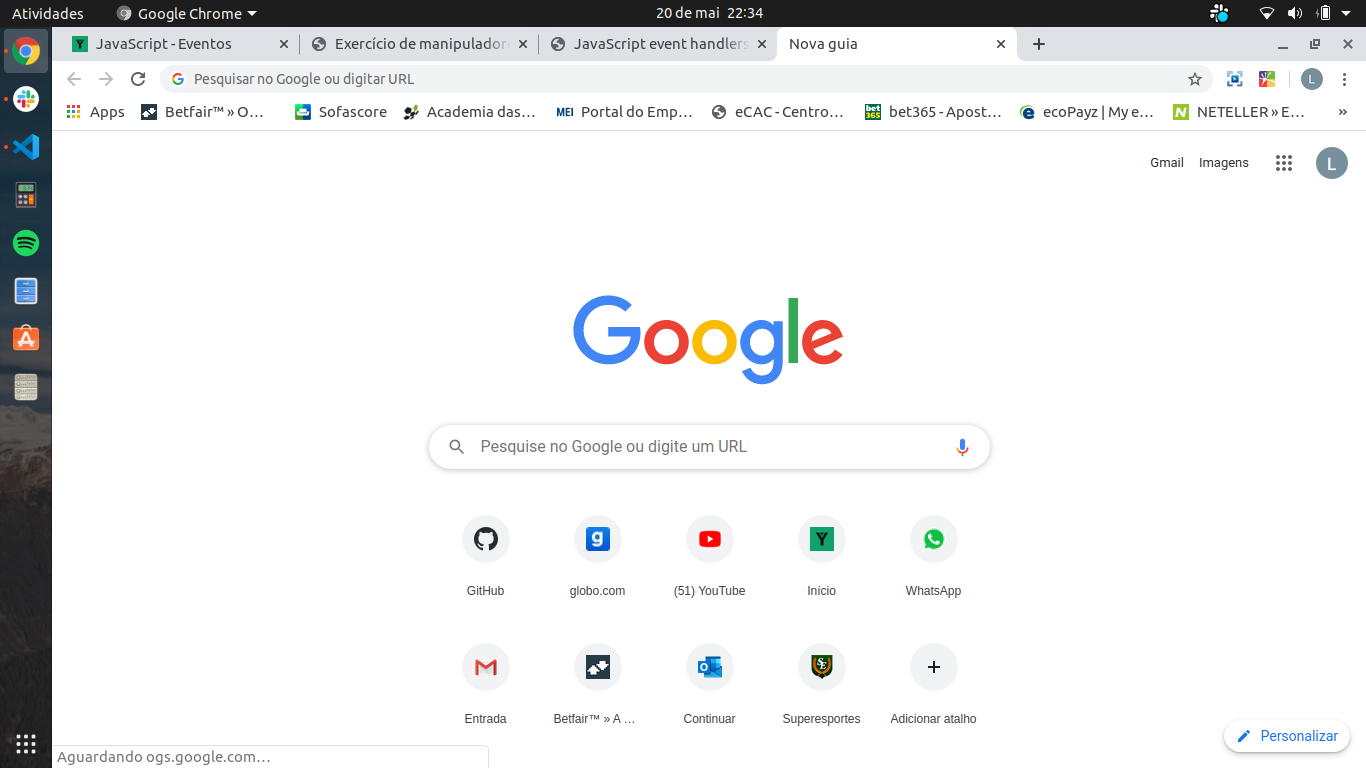 Atividades Google Chrome 20 de mai 22:34
JavaScript - Eventos Exercício de manipulador JavaScript event handlers Nova guia
Pesquisar no Google ou digitar URL L
Apps Betfair™ » O… Sofascore Academia das… MEI Portal do Emp… eCAC - Centro… bet365 bet365 - Apost… ecoPayz | My e… NETELLER » E… »
Gmail Imagens L
Google
Pesquise no Google ou digite um URL
GitHub globo.com (51) YouTube Início WhatsApp
Entrada Betfair™ » A … Continuar Superesportes Adicionar atalho
Personalizar
Aguardando ogs.google.com…